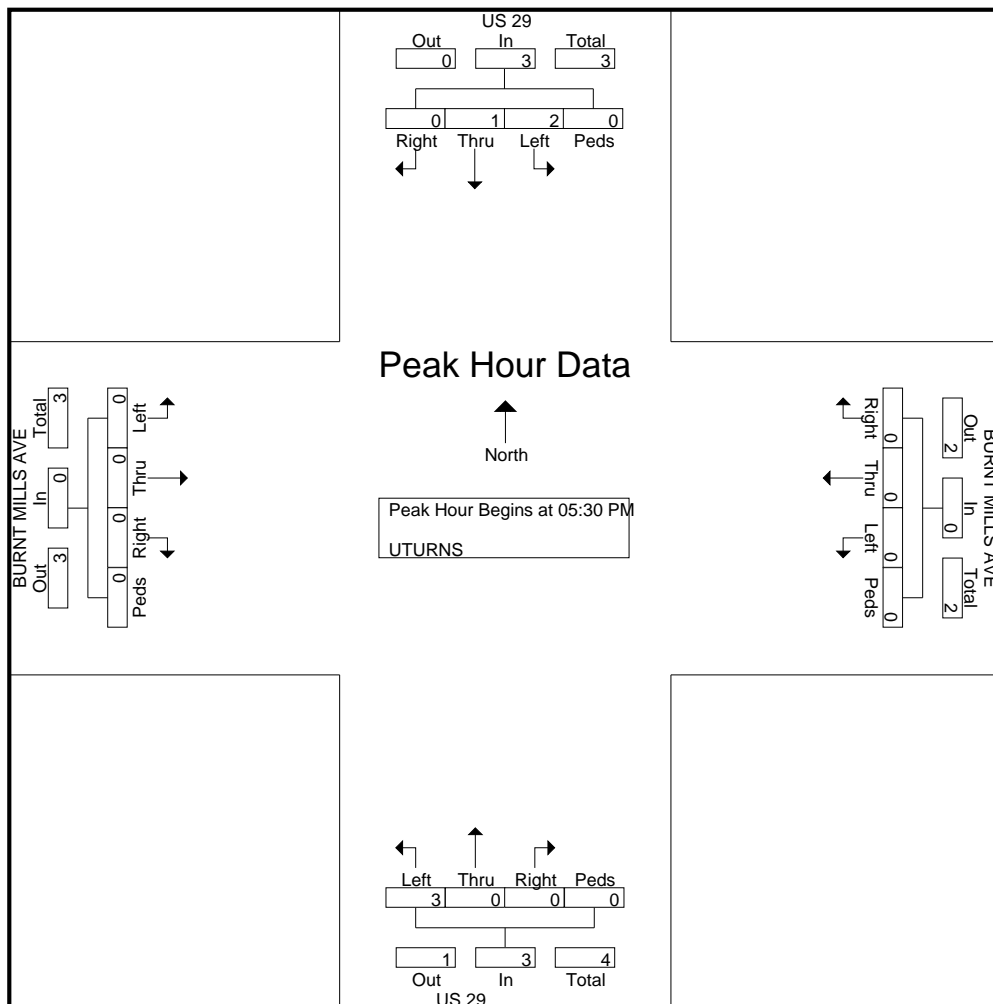 US 29
Out In Total
0 3 3
0 1 2 0
Right Thru Left Peds
Peak Hour Data
North
Peak Hour Begins at 05:30 PM
UTURNS
BURNT MILLS AVE
Out In Total
3 0 3
0 0 0 0
Peds Right Thru Left
BURNT MILLS AVE
Out In Total
2 0 2
0 0 0 0
Right Thru Left Peds
Left Thru Right Peds
3 0 0 0
1 3 4
Out In Total
US 29